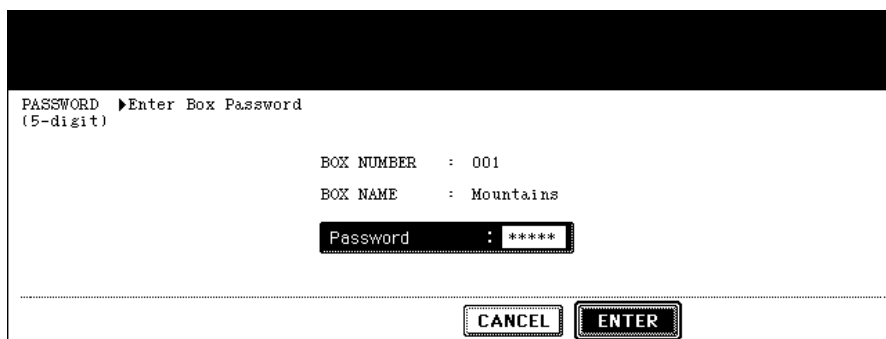 PASSWORD ▶Enter Box Password
(5-digit)
BOX NUMBER : 001
BOX NAME : Mountains
Password : *****
CANCEL ENTER